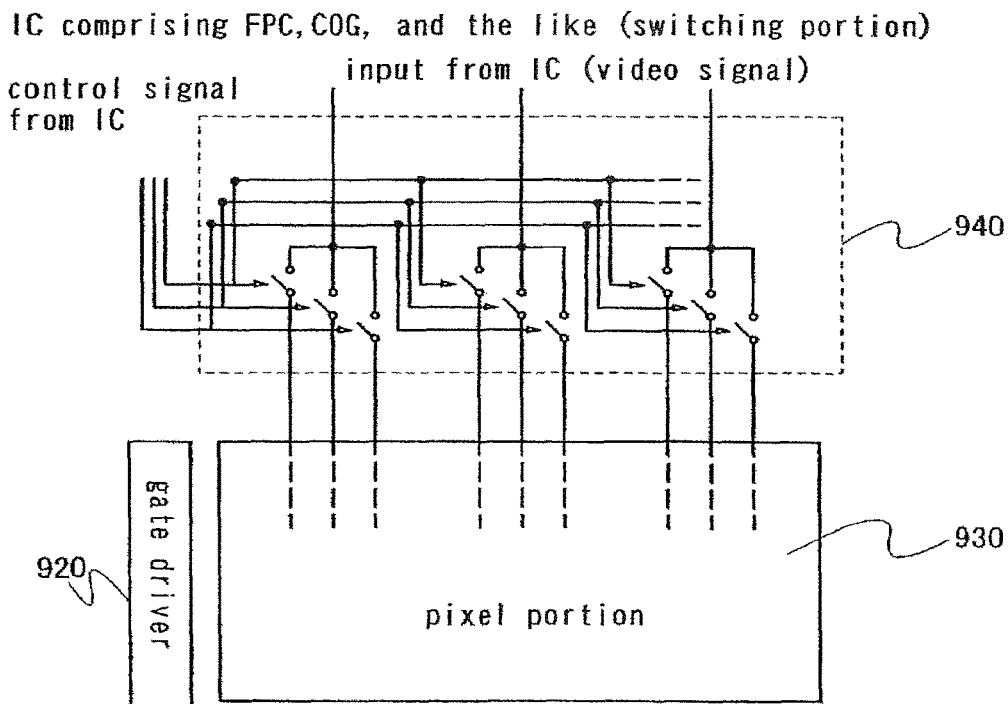 IC comprising FPC,COG, and the like (switching portion)
input from IC (video signal)
control signal
from IC
940
930
920
gate driver
pixel portion